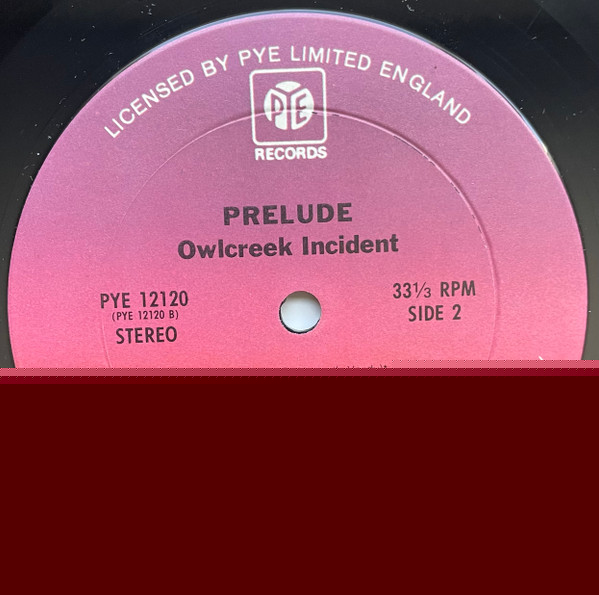 LICENSED BY PYE LIMITED ENGLAND
PYE
RECORDS
PRELUDE
Owlcreek Incident
PYE 12120
(PYE 12120 B)
STEREO
33⅓ RPM
SIDE 2